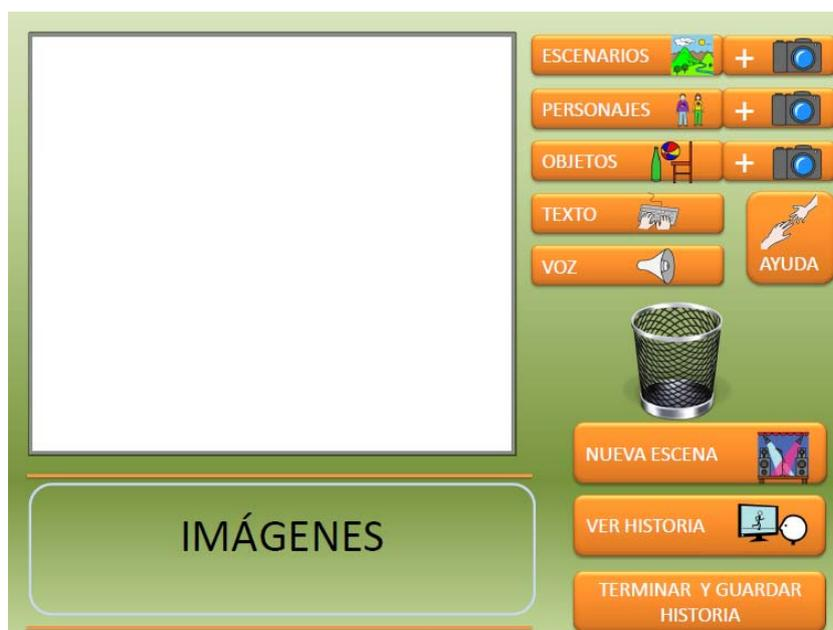 ESCENARIOS
+
PERSONAJES
+
OBJETOS
+
TEXTO
VOZ
AYUDA
NUEVA ESCENA
IMÁGENES
VER HISTORIA
TERMINAR Y GUARDAR
HISTORIA